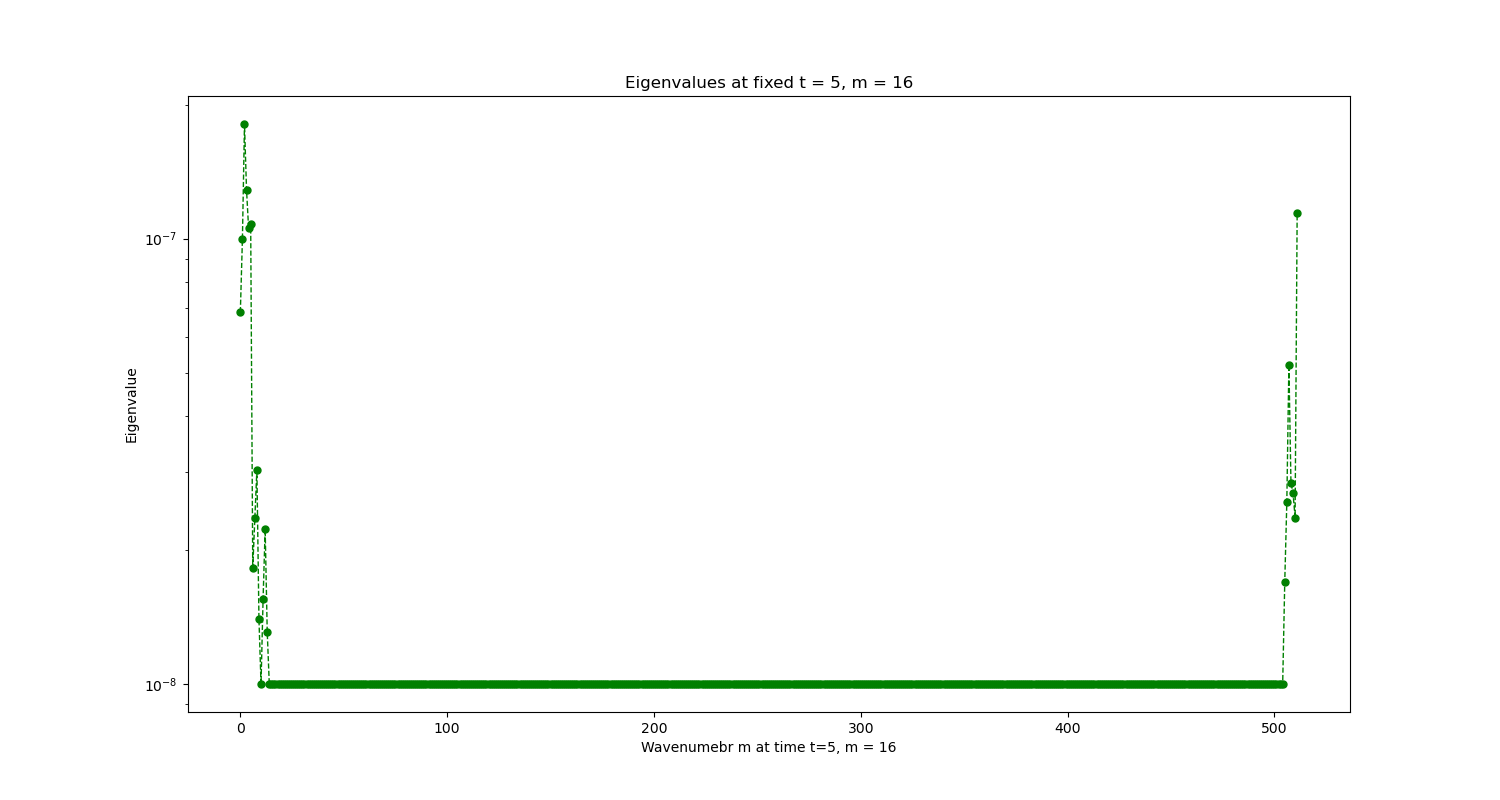 Eigenvalues at fixed t = 5, m = 16
10⁻⁷
10⁻⁸
Eigenvalue
0 100 200 300 400 500
Wavenumebr m at time t=5, m = 16